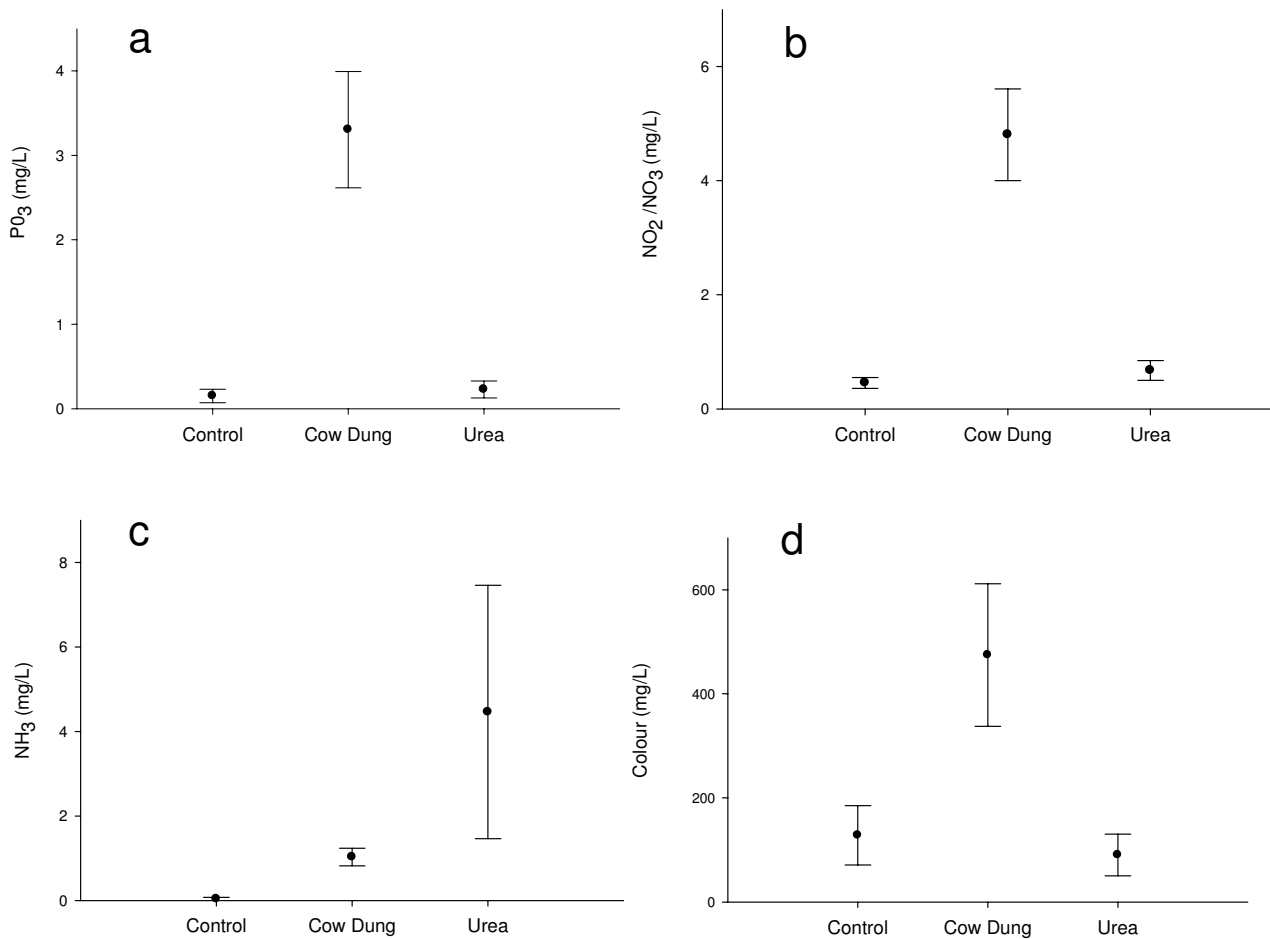 a
4
3
2
1
0
P03 (mg/L)
Control Cow Dung Urea
b
6
4
2
0
NO2 /NO3 (mg/L)
Control Cow Dung Urea
c
8
6
4
2
0
NH3 (mg/L)
Control Cow Dung Urea
d
600
400
200
0
Colour (mg/L)
Control Cow Dung Urea